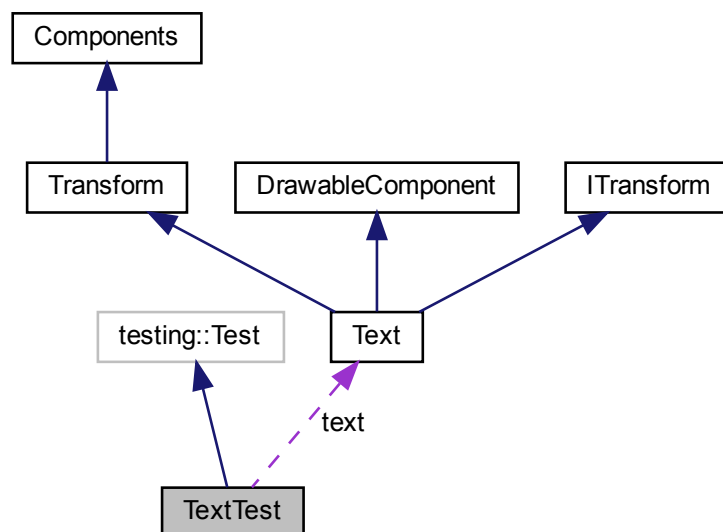 Components
Transform
DrawableComponent
ITransform
testing::Test
Text
text
TextTest